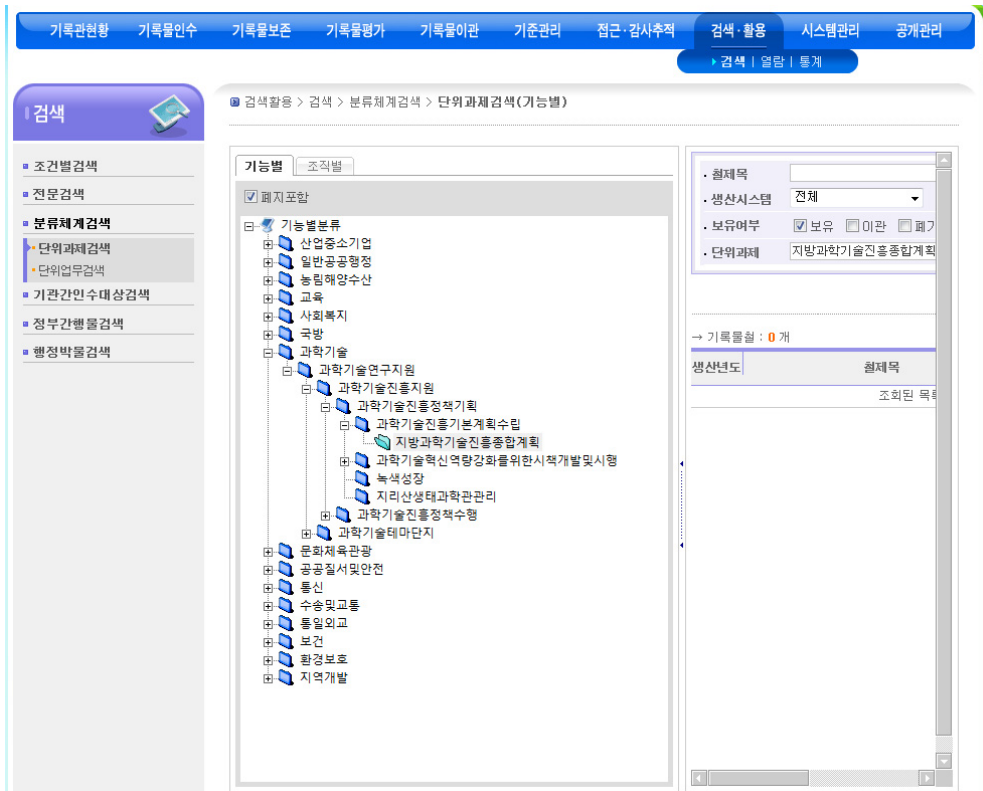 기록관현황 기록물인수 기록물보존 기록물평가 기록물이관 기준관리 접근·감사추적 검색·활용 시스템관리 공개관리
검색 | 열람 | 통계
검색
조건별검색
전문검색
분류체계검색
단위과제검색
단위업무검색
기관간인수대상검색
정부간행물검색
행정박물검색
검색활용 > 검색 > 분류체계검색 > 단위과제검색(기능별)
기능별 조직별
폐지포함
기능별분류
산업중소기업
일반공공행정
농림해양수산
교육
사회복지
국방
과학기술
과학기술연구지원
과학기술진흥지원
과학기술진흥정책기획
과학기술진흥기본계획수립
지방과학기술진흥종합계획
과학기술혁신역량강화를위한시책개발및시행
녹색성장
지리산생태과학관관리
과학기술진흥정책수행
과학기술테마단지
문화체육관광
공공질서및안전
통신
수송및교통
통일외교
보건
환경보호
지역개발
· 철제목
· 생산시스템 전체
· 보유여부 보유 이관 폐기
· 단위과제 지방과학기술진흥종합계획
→ 기록물철 : 0 개
생산년도 철제목
조회된 목록